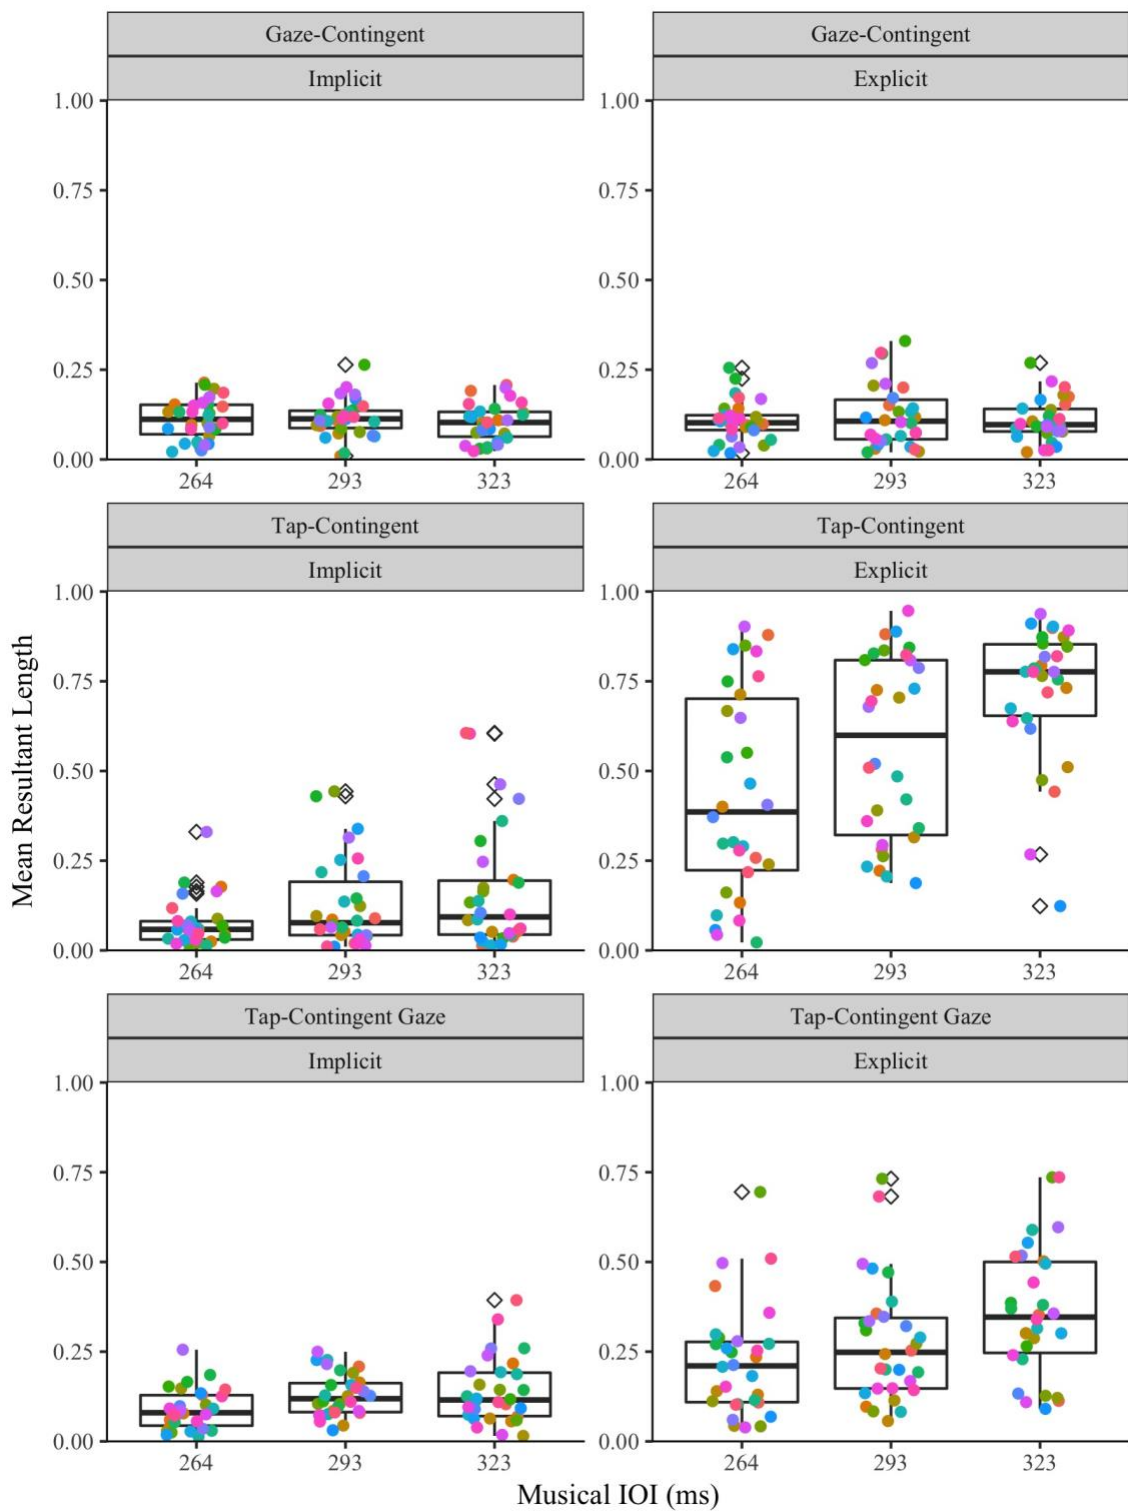 Gaze-Contingent
Implicit
1.00
0.75
0.50
0.25
0.00
264 293 323
Gaze-Contingent
Explicit
1.00
0.75
0.50
0.25
0.00
264 293 323
Mean Resultant Length
Tap-Contingent
Implicit
1.00
0.75
0.50
0.25
0.00
264 293 323
Tap-Contingent
Explicit
1.00
0.75
0.50
0.25
0.00
264 293 323
Tap-Contingent Gaze
Implicit
1.00
0.75
0.50
0.25
0.00
264 293 323
Tap-Contingent Gaze
Explicit
1.00
0.75
0.50
0.25
0.00
264 293 323
Musical IOI (ms)